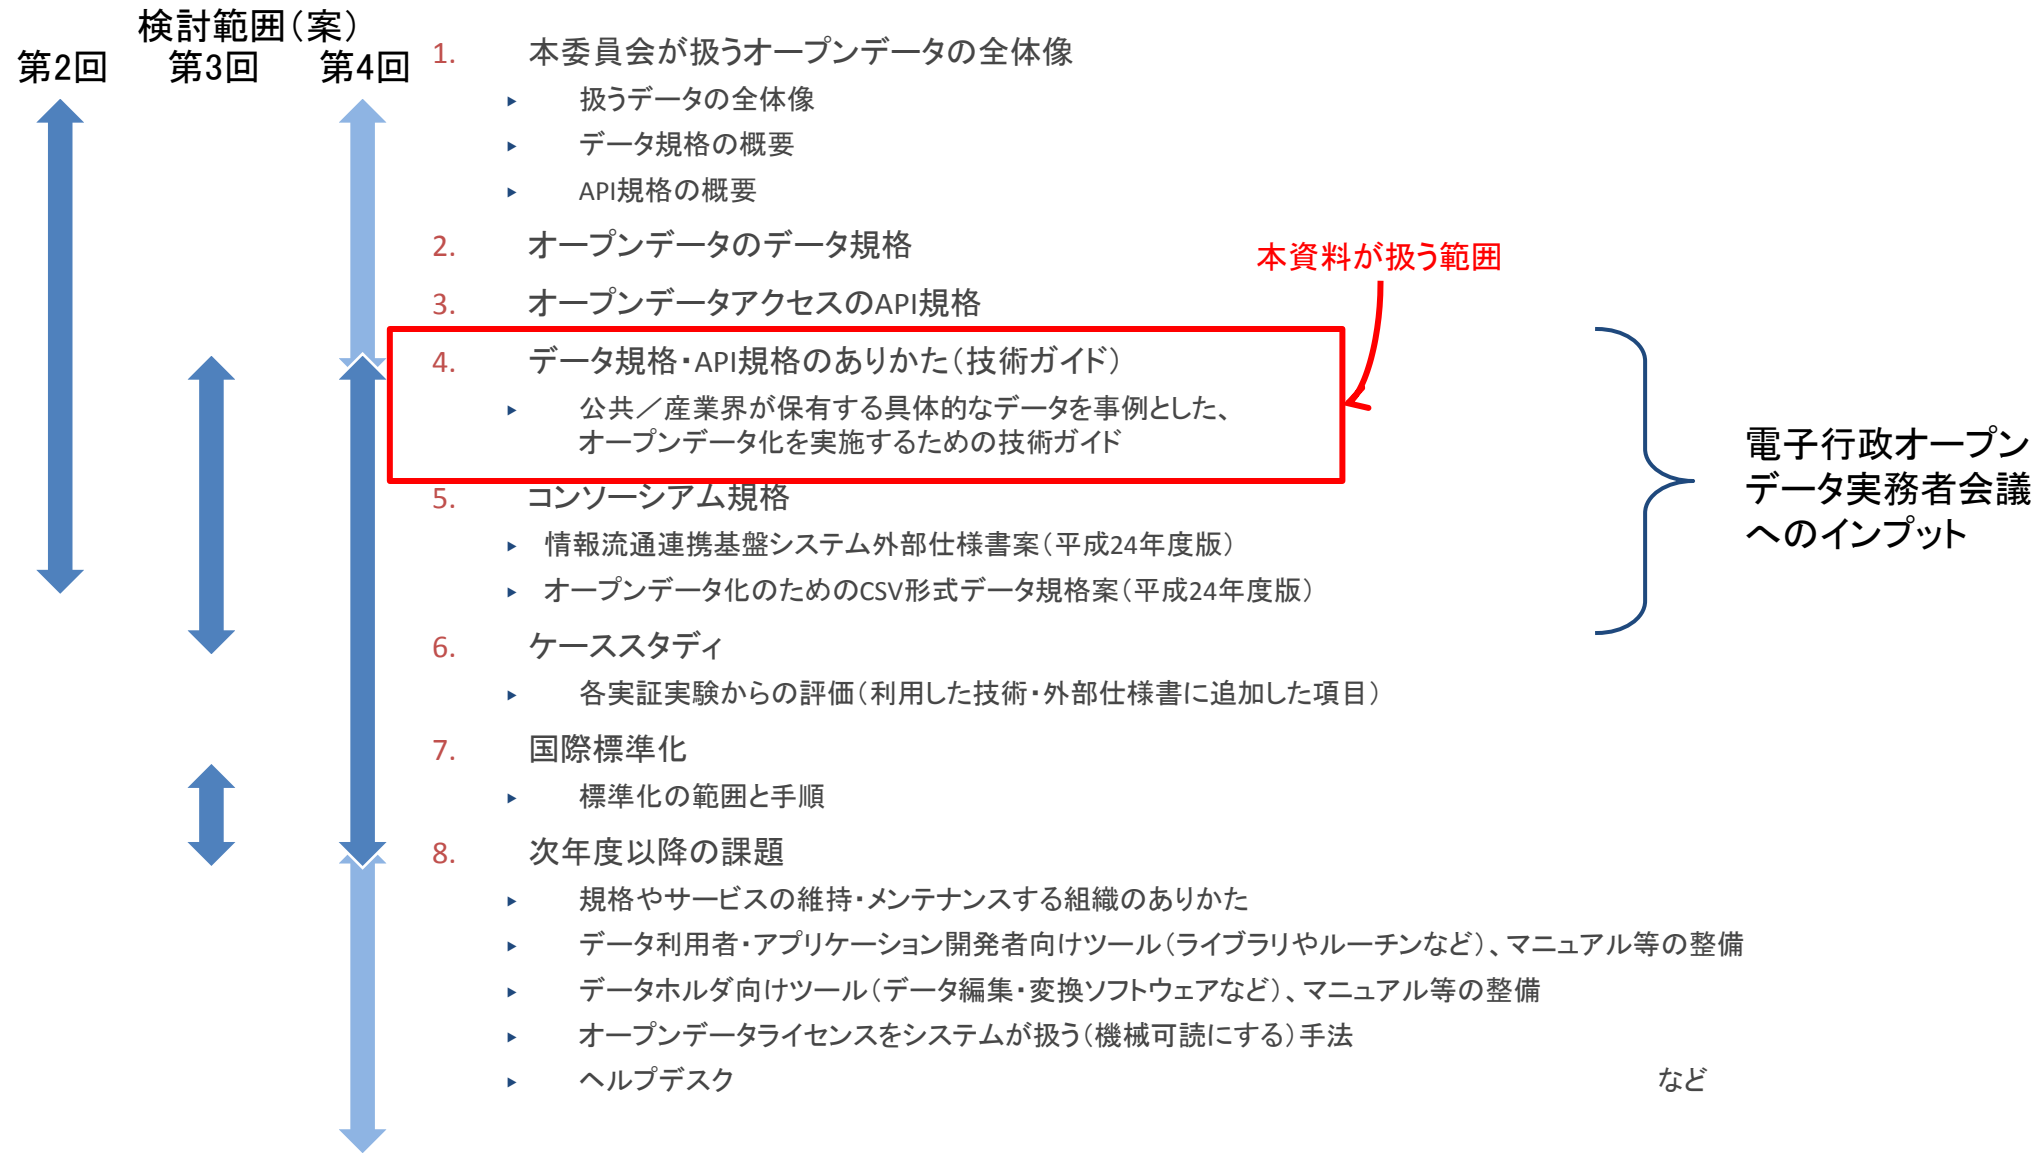 検討範囲（案）
第2回 第3回 第4回
1. 本委員会が扱うオープンデータの全体像
▶ 扱うデータの全体像
▶ データ規格の概要
▶ API規格の概要
2. オープンデータのデータ規格
3. オープンデータアクセスのAPI規格
本資料が扱う範囲
4. データ規格・API規格のありかた（技術ガイド）
▶ 公共／産業界が保有する具体的なデータを事例とした、
オープンデータ化を実施するための技術ガイド
5. コンソーシアム規格
▶ 情報流通連携基盤システム外部仕様書案（平成24年度版）
▶ オープンデータ化のためのCSV形式データ規格案（平成24年度版）
電子行政オープン
データ実務者会議
へのインプット
6. ケーススタディ
▶ 各実証実験からの評価（利用した技術・外部仕様書に追加した項目）
7. 国際標準化
▶ 標準化の範囲と手順
8. 次年度以降の課題
▶ 規格やサービスの維持・メンテナンスする組織のありかた
▶ データ利用者・アプリケーション開発者向けツール（ライブラリやルーチンなど）、マニュアル等の整備
▶ データホルダ向けツール（データ編集・変換ソフトウェアなど）、マニュアル等の整備
▶ オープンデータライセンスをシステムが扱う（機械可読にする）手法
▶ ヘルプデスク など